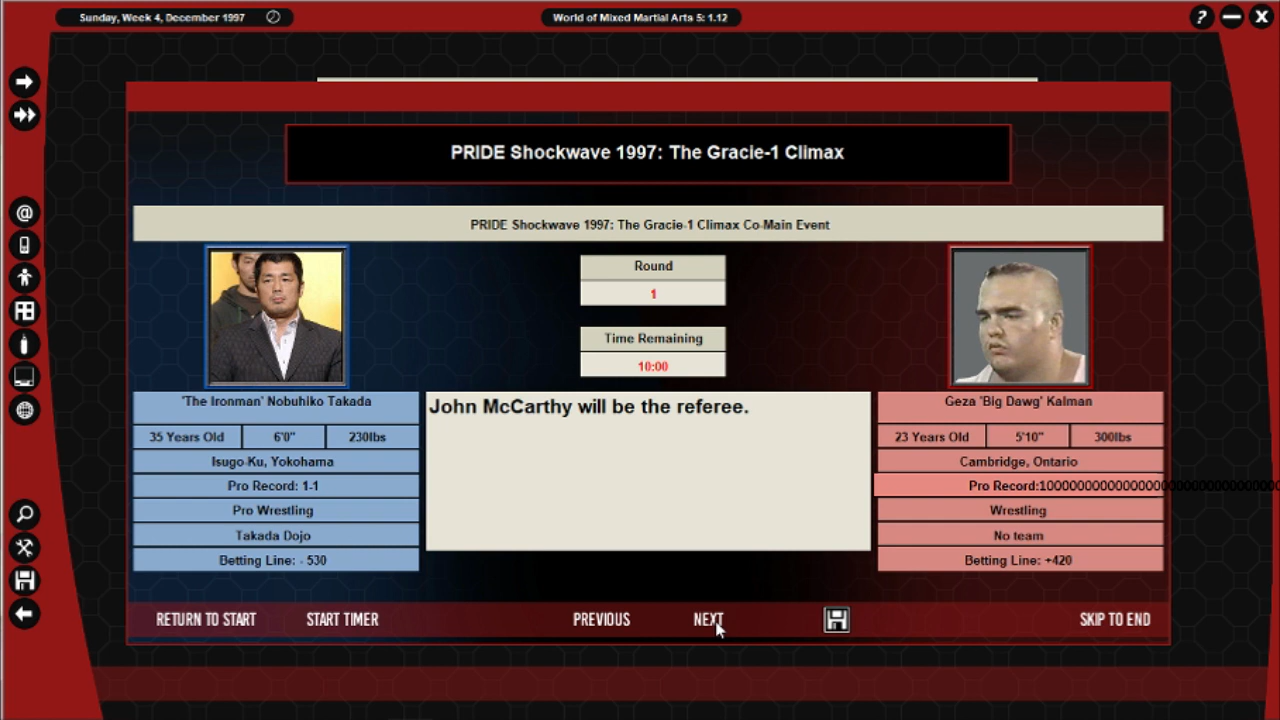 Sunday, Week 4, December 1997
World of Mixed Martial Arts 5: 1.12
?
X
@
PRIDE Shockwave 1997: The Gracie-1 Climax
PRIDE Shockwave 1997: The Gracie-1 Climax Co-Main Event
Round
1
Time Remaining
10:00
'The Ironman' Nobuhiko Takada
35 Years Old
6'0"
230lbs
Isugo-Ku, Yokohama
Pro Record: 1-1
Pro Wrestling
Takada Dojo
Betting Line: - 530
John McCarthy will be the referee.
Geza 'Big Dawg' Kalman
23 Years Old
5'10"
300lbs
Cambridge, Ontario
Pro Record:
Wrestling
No team
Betting Line: +420
RETURN TO START
START TIMER
PREVIOUS
NEXT
SKIP TO END